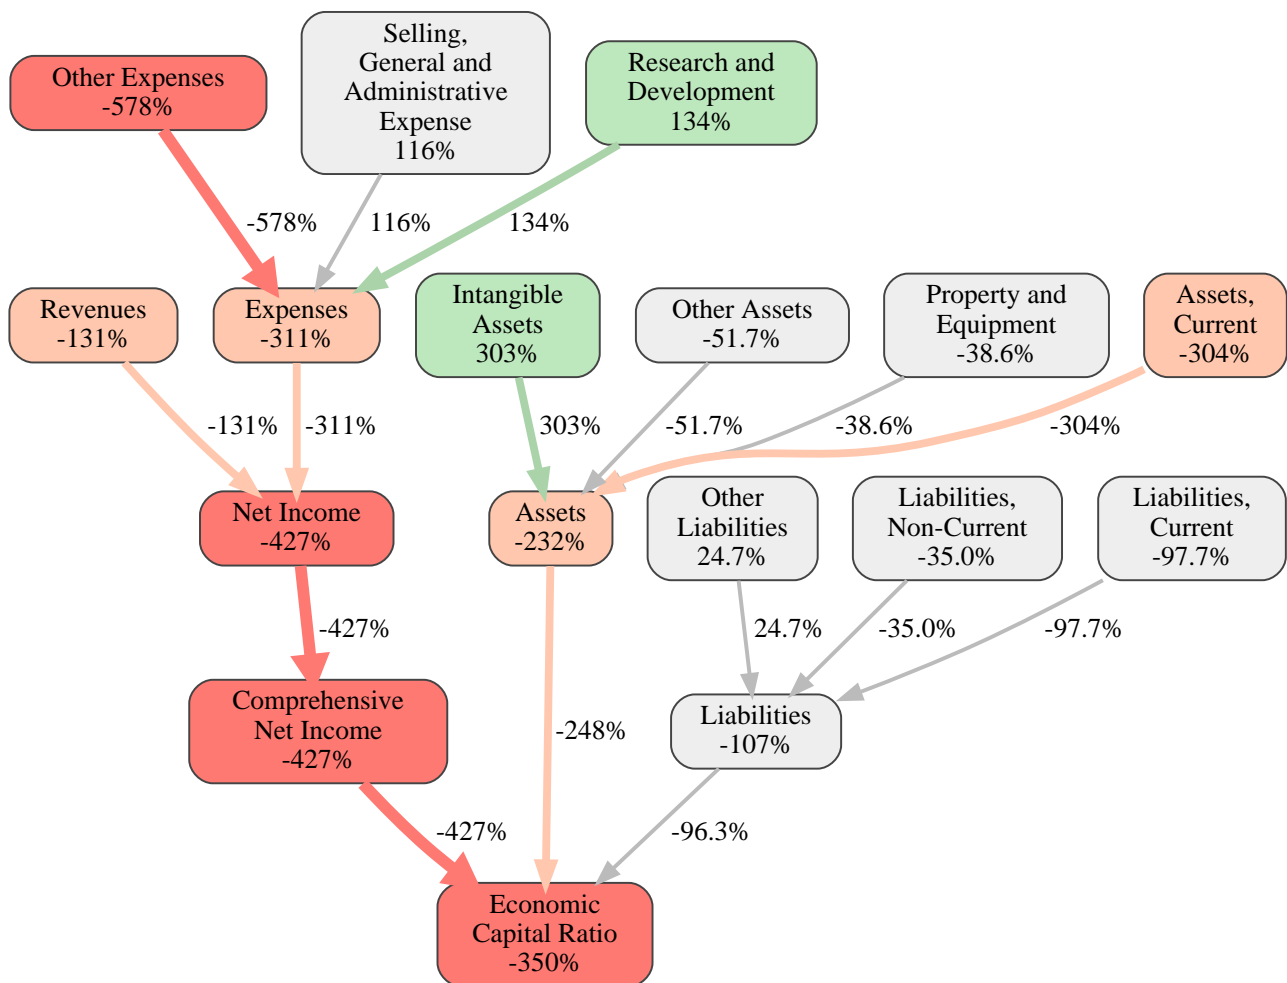 Selling,
General and
Administrative
Expense
116%
Other Expenses
-578%
Research and
Development
134%
-578%
116%
134%
Revenues
-131%
Expenses
-311%
Intangible
Assets
303%
Other Assets
-51.7%
Property and
Equipment
-38.6%
Assets,
Current
-304%
-131%
-311%
303%
-51.7%
-38.6%
-304%
Net Income
-427%
Assets
-232%
Other
Liabilities
24.7%
Liabilities,
Non-Current
-35.0%
Liabilities,
Current
-97.7%
-427%
24.7%
-35.0%
-97.7%
Comprehensive
Net Income
-427%
-248%
Liabilities
-107%
-427%
-96.3%
Economic
Capital Ratio
-350%